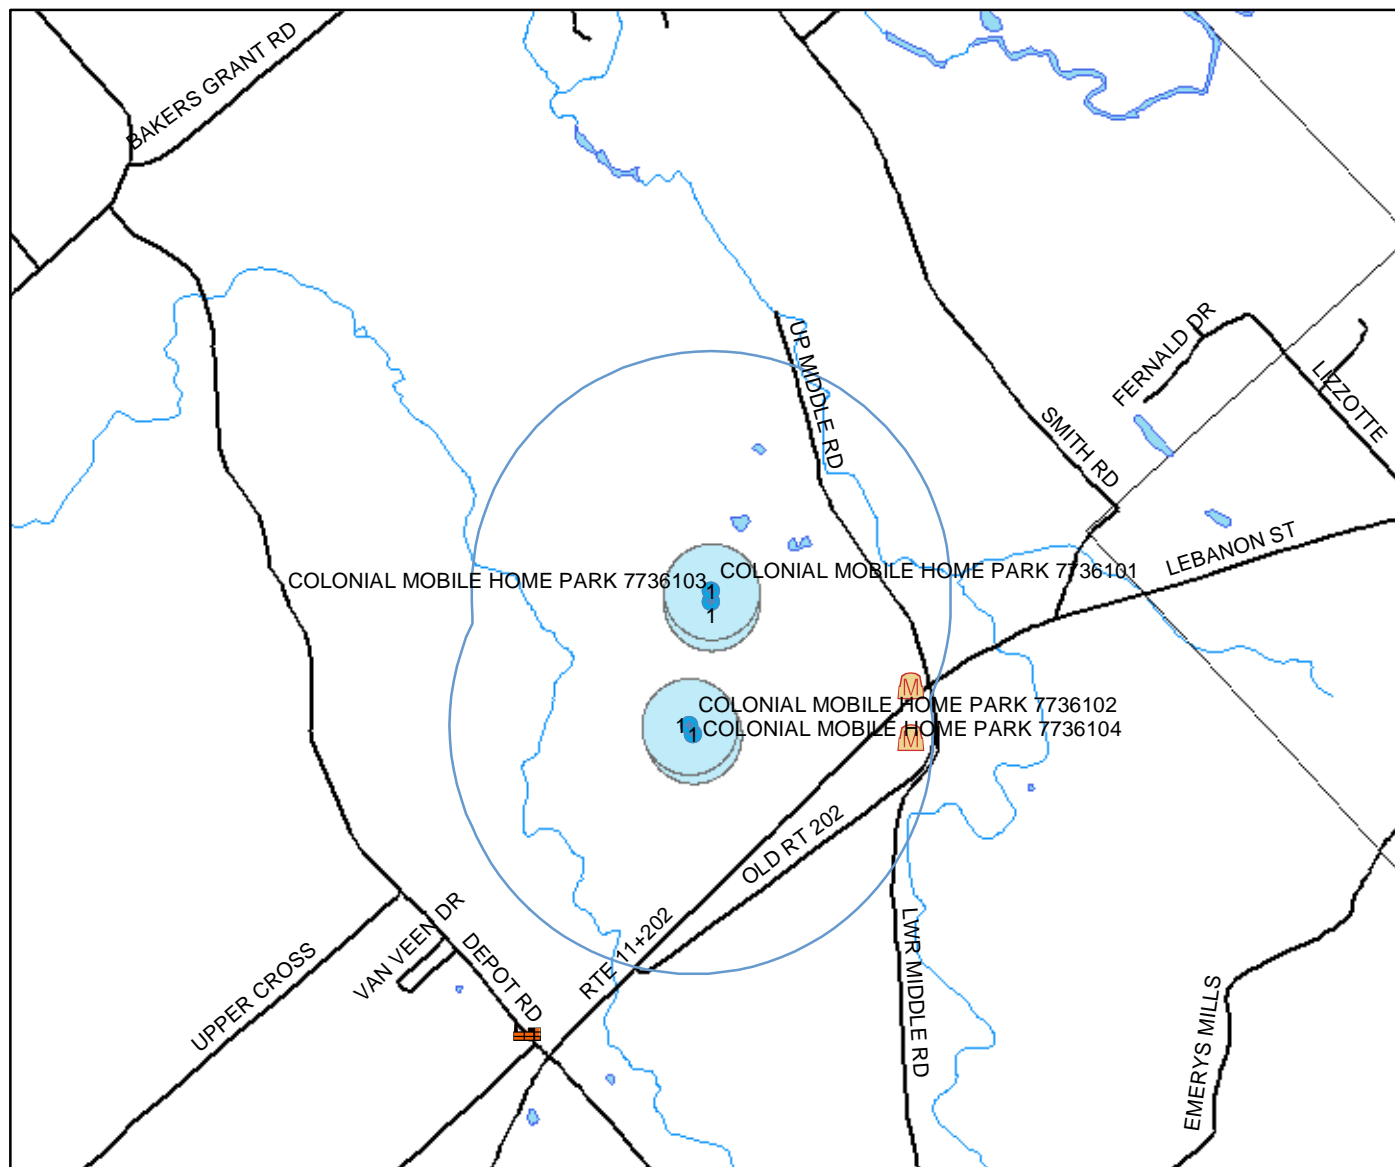 BAKERS GRANT RD
UP MIDDLE RD
FERNALD DR
LIZZOTTE
SMITH RD
LEBANON ST
COLONIAL MOBILE HOME PARK 7736103
COLONIAL MOBILE HOME PARK 7736101
1
1
M
COLONIAL MOBILE HOME PARK 7736102
1
1
COLONIAL MOBILE HOME PARK 7736104
M
OLD RT 202
RTE 11+202
LWR MIDDLE RD
VAN VEEN DR
DEPOT RD
UPPER CROSS
EMERYS MILLS